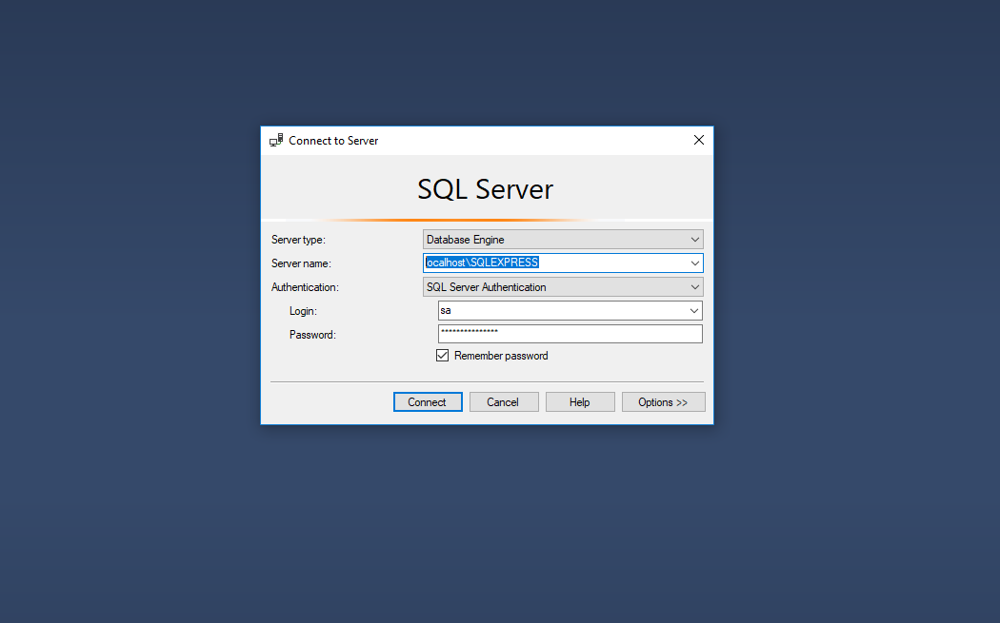 Connect to Server
SQL Server
Server type: Database Engine
Server name: ocalhost\SQLEXPRESS
Authentication: SQL Server Authentication
Login: sa
Password: ***************
Remember password
Connect Cancel Help Options >>